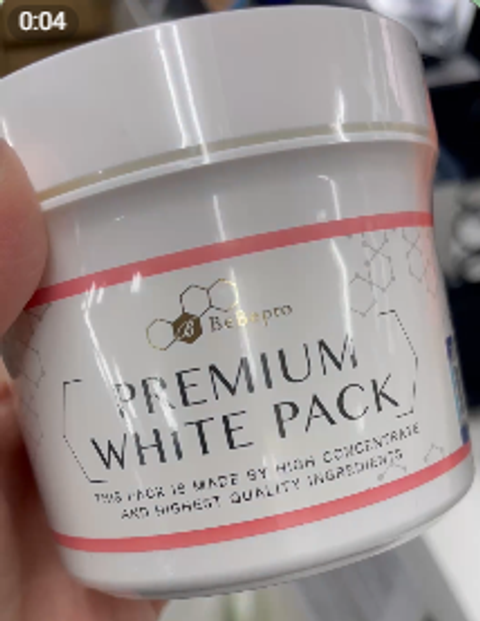 0:04
B
BeBepro
PREMIUM
WHITE PACK
THIS PACK IS MADE BY HIGH CONCENTRATE
AND HIGHEST QUALITY INGREDIENTS